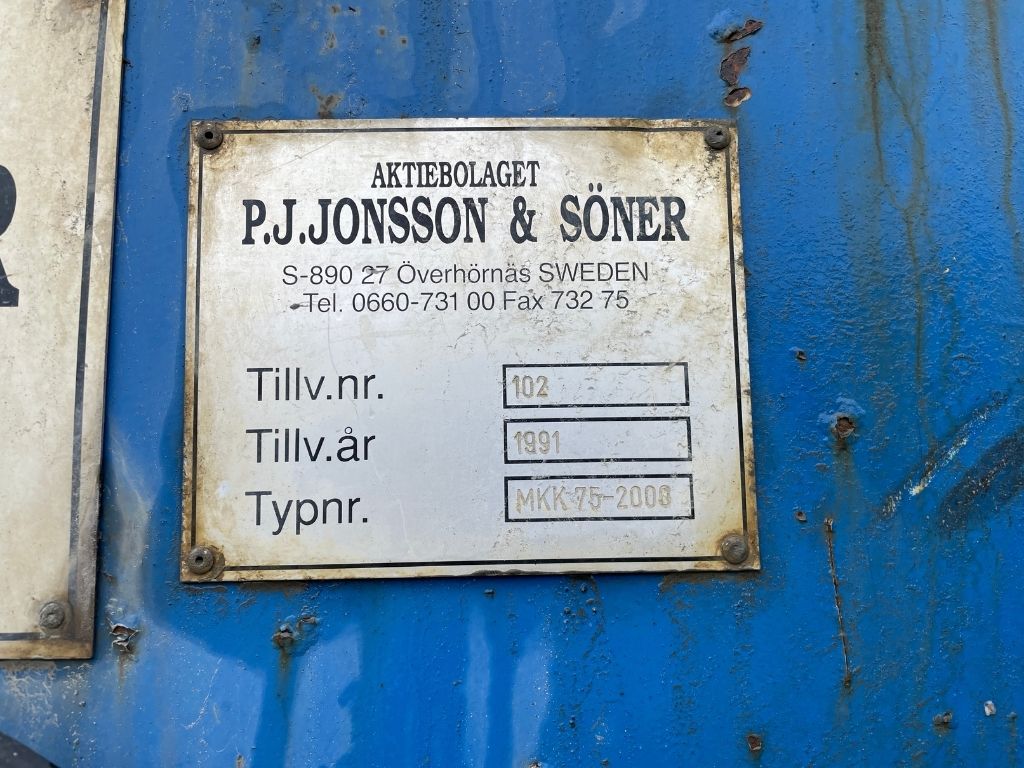 AKTIEBOLAGET
P.J.JONSSON & SÖNER
S-890 27 Överhörnäs SWEDEN
Tel. 0660-731 00 Fax 732 75
Tillv.nr. 102
Tillv.år 1991
Typnr. MKK 75-2000
R